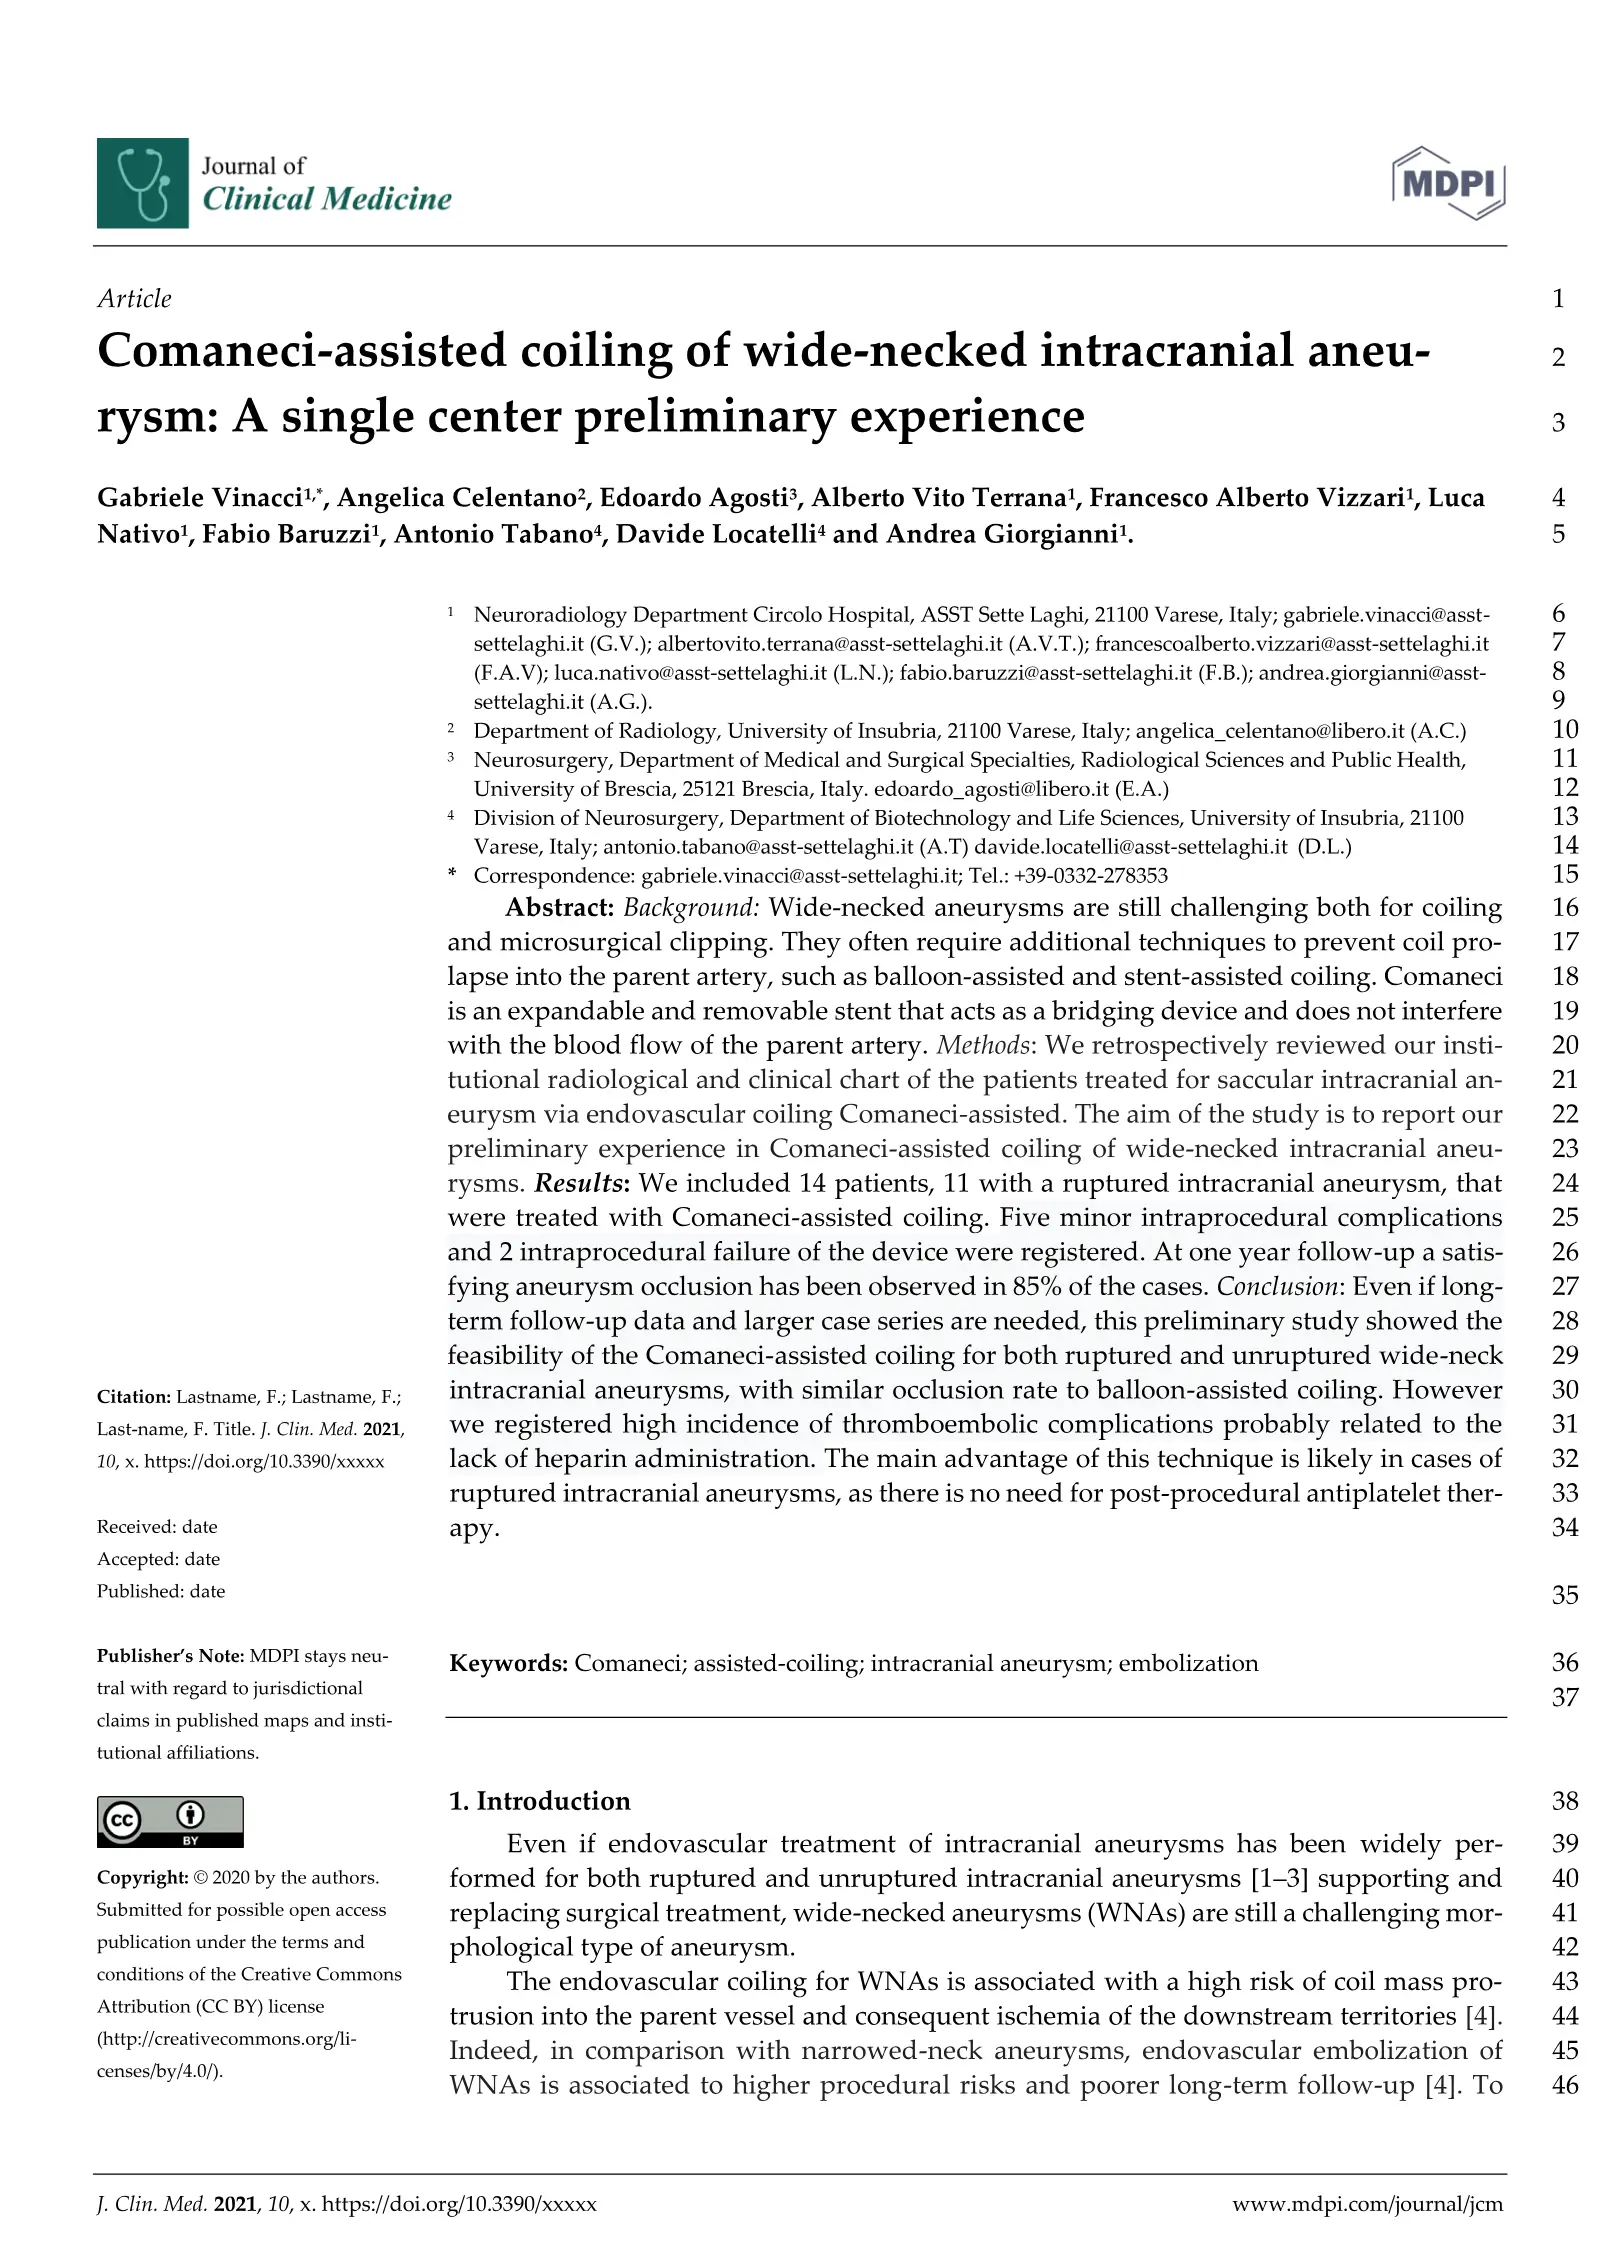 Journal of
Clinical Medicine
MDPI
Article 1
Comaneci-assisted coiling of wide-necked intracranial aneu- 2
rysm: A single center preliminary experience 3
Gabriele Vinacci1,*, Angelica Celentano2, Edoardo Agosti3, Alberto Vito Terrana1, Francesco Alberto Vizzari1, Luca 4
Nativo1, Fabio Baruzzi1, Antonio Tabano4, Davide Locatelli4 and Andrea Giorgianni1. 5
1 Neuroradiology Department Circolo Hospital, ASST Sette Laghi, 21100 Varese, Italy; gabriele.vinacci@asst- 6
settelaghi.it (G.V.); albertovito.terrana@asst-settelaghi.it (A.V.T.); francescoalberto.vizzari@asst-settelaghi.it 7
(F.A.V); luca.nativo@asst-settelaghi.it (L.N.); fabio.baruzzi@asst-settelaghi.it (F.B.); andrea.giorgianni@asst- 8
settelaghi.it (A.G.). 9
2 Department of Radiology, University of Insubria, 21100 Varese, Italy; angelica_celentano@libero.it (A.C.) 10
3 Neurosurgery, Department of Medical and Surgical Specialties, Radiological Sciences and Public Health, 11
University of Brescia, 25121 Brescia, Italy. edoardo_agosti@libero.it (E.A.) 12
4 Division of Neurosurgery, Department of Biotechnology and Life Sciences, University of Insubria, 21100 13
Varese, Italy; antonio.tabano@asst-settelaghi.it (A.T) davide.locatelli@asst-settelaghi.it (D.L.) 14
* Correspondence: gabriele.vinacci@asst-settelaghi.it; Tel.: +39-0332-278353 15
Abstract: Background: Wide-necked aneurysms are still challenging both for coiling 16
and microsurgical clipping. They often require additional techniques to prevent coil pro- 17
lapse into the parent artery, such as balloon-assisted and stent-assisted coiling. Comaneci 18
is an expandable and removable stent that acts as a bridging device and does not interfere 19
with the blood flow of the parent artery. Methods: We retrospectively reviewed our insti- 20
tutional radiological and clinical chart of the patients treated for saccular intracranial an- 21
eurysm via endovascular coiling Comaneci-assisted. The aim of the study is to report our 22
preliminary experience in Comaneci-assisted coiling of wide-necked intracranial aneu- 23
rysms. Results: We included 14 patients, 11 with a ruptured intracranial aneurysm, that 24
were treated with Comaneci-assisted coiling. Five minor intraprocedural complications 25
and 2 intraprocedural failure of the device were registered. At one year follow-up a satis- 26
fying aneurysm occlusion has been observed in 85% of the cases. Conclusion: Even if long- 27
term follow-up data and larger case series are needed, this preliminary study showed the 28
feasibility of the Comaneci-assisted coiling for both ruptured and unruptured wide-neck 29
intracranial aneurysms, with similar occlusion rate to balloon-assisted coiling. However 30
we registered high incidence of thromboembolic complications probably related to the 31
lack of heparin administration. The main advantage of this technique is likely in cases of 32
ruptured intracranial aneurysms, as there is no need for post-procedural antiplatelet ther- 33
apy. 34
35
Keywords: Comaneci; assisted-coiling; intracranial aneurysm; embolization 36
37
Citation: Lastname, F.; Lastname, F.;
Last-name, F. Title. J. Clin. Med. 2021,
10, x. https://doi.org/10.3390/xxxxx
Received: date
Accepted: date
Published: date
Publisher's Note: MDPI stays neu-
tral with regard to jurisdictional
claims in published maps and insti-
tutional affiliations.
cc
BY
Copyright: © 2020 by the authors.
Submitted for possible open access
publication under the terms and
conditions of the Creative Commons
Attribution (CC BY) license
(http://creativecommons.org/li-
censes/by/4.0/).
1. Introduction 38
Even if endovascular treatment of intracranial aneurysms has been widely per- 39
formed for both ruptured and unruptured intracranial aneurysms [1–3] supporting and 40
replacing surgical treatment, wide-necked aneurysms (WNAs) are still a challenging mor- 41
phological type of aneurysm. 42
The endovascular coiling for WNAs is associated with a high risk of coil mass pro- 43
trusion into the parent vessel and consequent ischemia of the downstream territories [4]. 44
Indeed, in comparison with narrowed-neck aneurysms, endovascular embolization of 45
WNAs is associated to higher procedural risks and poorer long-term follow-up [4]. To 46
J. Clin. Med. 2021, 10, x. https://doi.org/10.3390/xxxxx
www.mdpi.com/journal/jcm